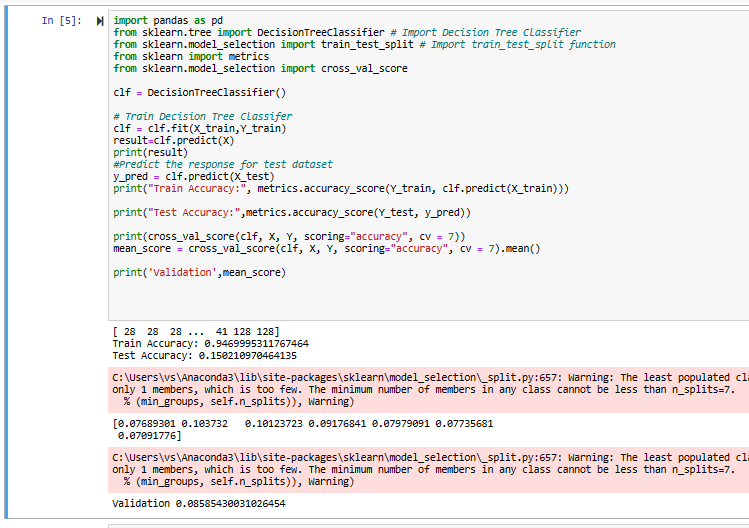 In [5]:
import pandas as pd
from sklearn.tree import DecisionTreeClassifier # Import Decision Tree Classifier
from sklearn.model_selection import train_test_split # Import train_test_split function
from sklearn import metrics
from sklearn.model_selection import cross_val_score
clf = DecisionTreeClassifier()
# Train Decision Tree Classifer
clf = clf.fit(X_train,Y_train)
result=clf.predict(X)
print(result)
#Predict the response for test dataset
y_pred = clf.predict(X_test)
print("Train Accuracy:", metrics.accuracy_score(Y_train, clf.predict(X_train)))
print("Test Accuracy:",metrics.accuracy_score(Y_test, y_pred))
print(cross_val_score(clf, X, Y, scoring="accuracy", cv = 7))
mean_score = cross_val_score(clf, X, Y, scoring="accuracy", cv = 7).mean()
print('Validation',mean_score)
[ 28  28  28 ...  41 128 128]
Train Accuracy: 0.9469995311767464
Test Accuracy: 0.150210970464135
C:\Users\vs\Anaconda3\lib\site-packages\sklearn\model_selection\_split.py:657: Warning: The least populated
only 1 members, which is too few. The minimum number of members in any class cannot be less than n_splits=7.
% (min_groups, self.n_splits)), Warning)
[0.07689301 0.103732   0.10123723 0.09176841 0.07979091 0.07735681
0.07091776]
C:\Users\vs\Anaconda3\lib\site-packages\sklearn\model_selection\_split.py:657: Warning: The least populated
only 1 members, which is too few. The minimum number of members in any class cannot be less than n_splits=7.
% (min_groups, self.n_splits)), Warning)
Validation 0.08585430031026454